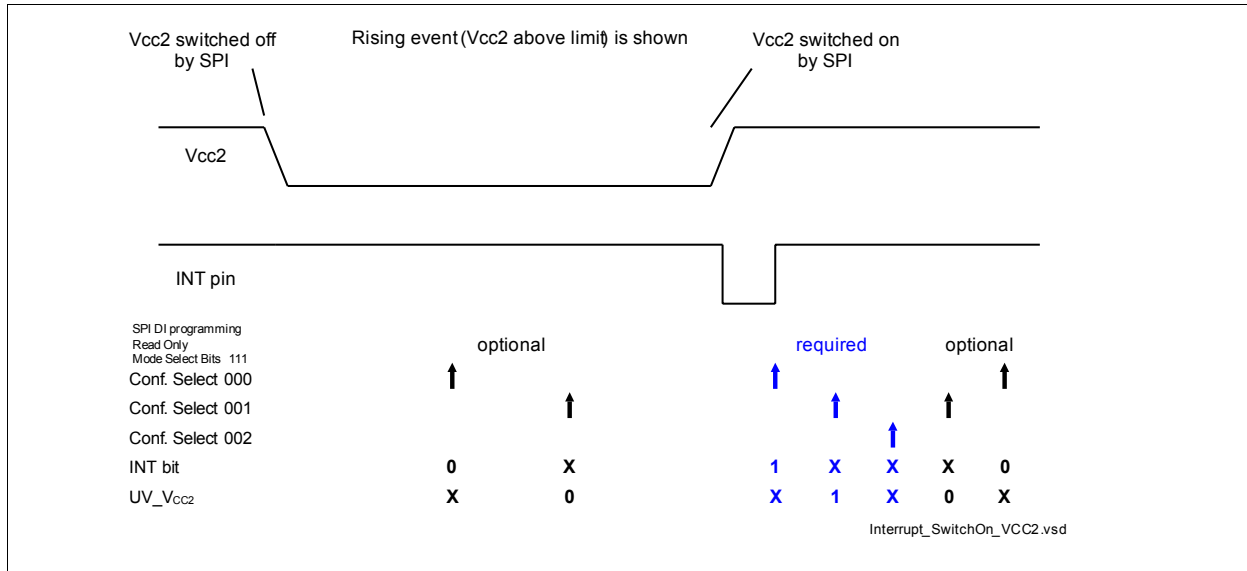 Vcc2 switched off
by SPI
Rising event (Vcc2 above limit) is shown
Vcc2 switched on
by SPI
Vcc2
INT pin
SPI DI programming
Read Only
Mode Select Bits 111
optional required optional
Conf. Select 000
Conf. Select 001
Conf. Select 002
INT bit 0 X 1 X X X 0
UV_VCC2 X 0 X 1 X 0 X
Interrupt_SwitchOn_VCC2.vsd